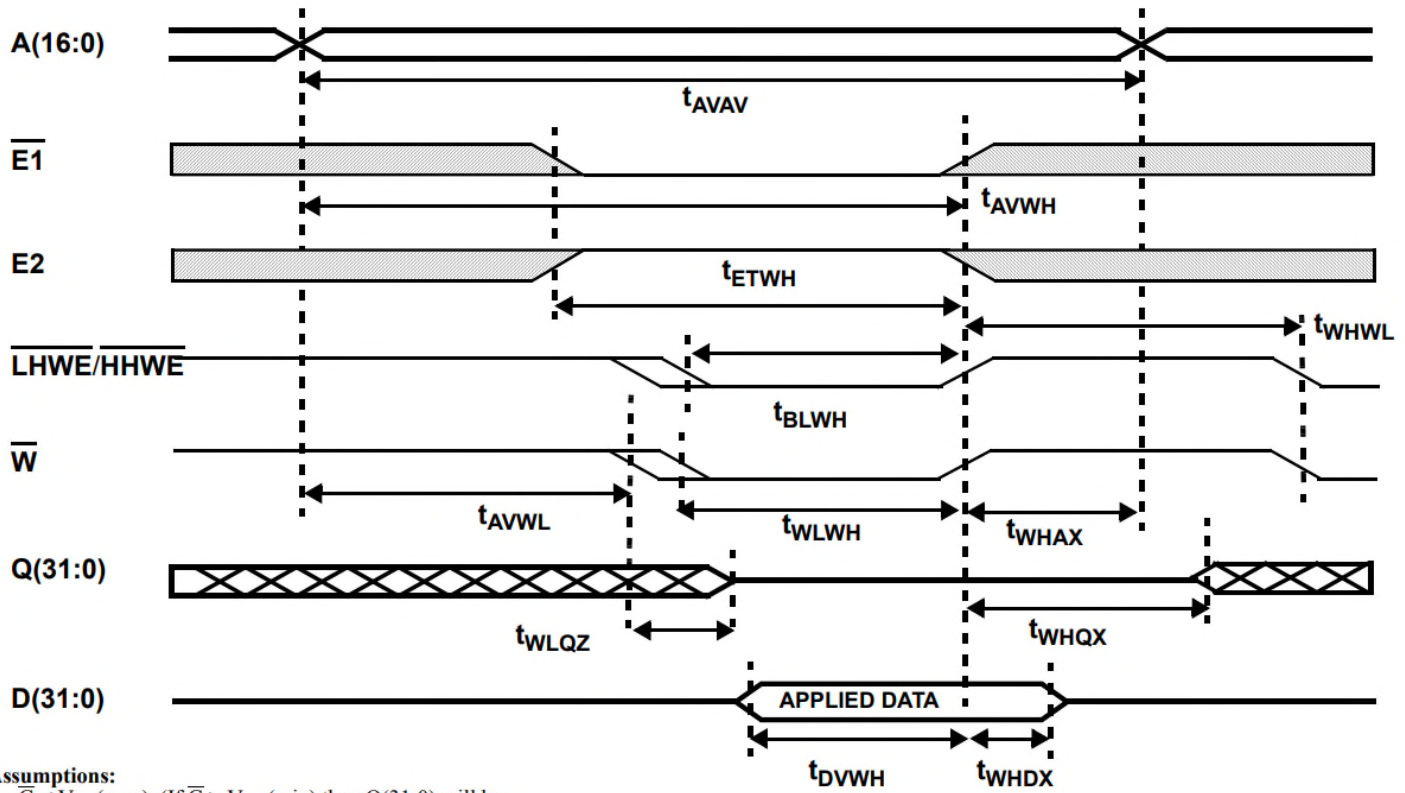 A(16:0)
tAVAV
E1
tAVWH
E2
tETWH
tWHWL
LHWE/HHWE
tBLWH
W
tAVWL
tWLWH
tWHAX
Q(31:0)
tWLQZ
tWHQX
D(31:0)
APPLIED DATA
tDVWH
tWHDX
ssumptions: